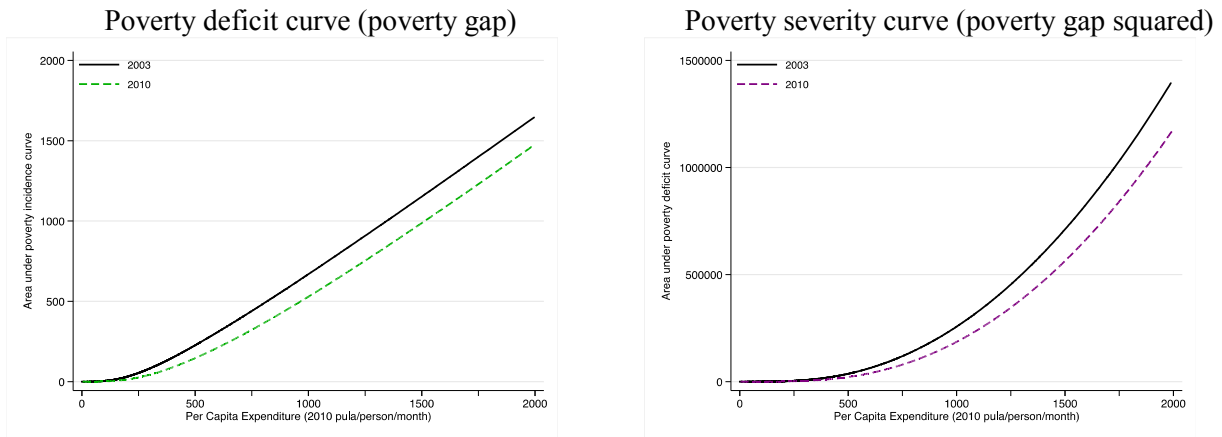 Poverty deficit curve (poverty gap)
2003
2010
2000
1500
1000
500
0
Area under poverty incidence curve
0 500 1000 1500 2000
Per Capita Expenditure (2010 pula/person/month)
Poverty severity curve (poverty gap squared)
2003
2010
1500000
1000000
500000
0
Area under poverty deficit curve
0 500 1000 1500 2000
Per Capita Expenditure (2010 pula/person/month)